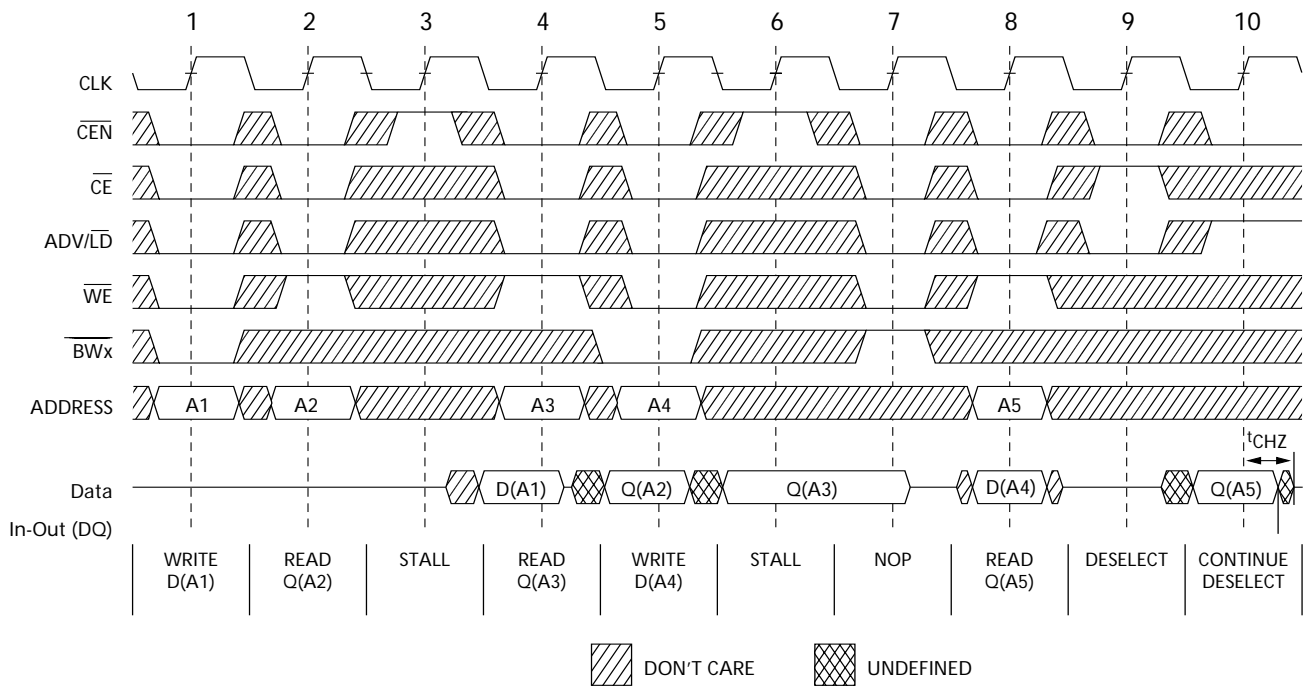 1 2 3 4 5 6 7 8 9 10
CLK
CEN
CE
ADV/LD
WE
BWx
ADDRESS A1 A2 A3 A4 A5
tCHZ
Data D(A1) Q(A2) Q(A3) D(A4) Q(A5)
In-Out (DQ)
WRITE READ STALL READ WRITE STALL NOP READ DESELECT CONTINUE
D(A1) Q(A2) Q(A3) D(A4) Q(A5) DESELECT
DON'T CARE UNDEFINED